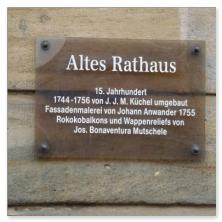 Altes Rathaus
15. Jahrhundert
1744-1756 von J. J. M. Küchel umgebaut
Fassadenmalerei von Johann Anwander 1755
Rokokobalkons und Wappenreliefs von
Jos. Bonaventura Mutschele